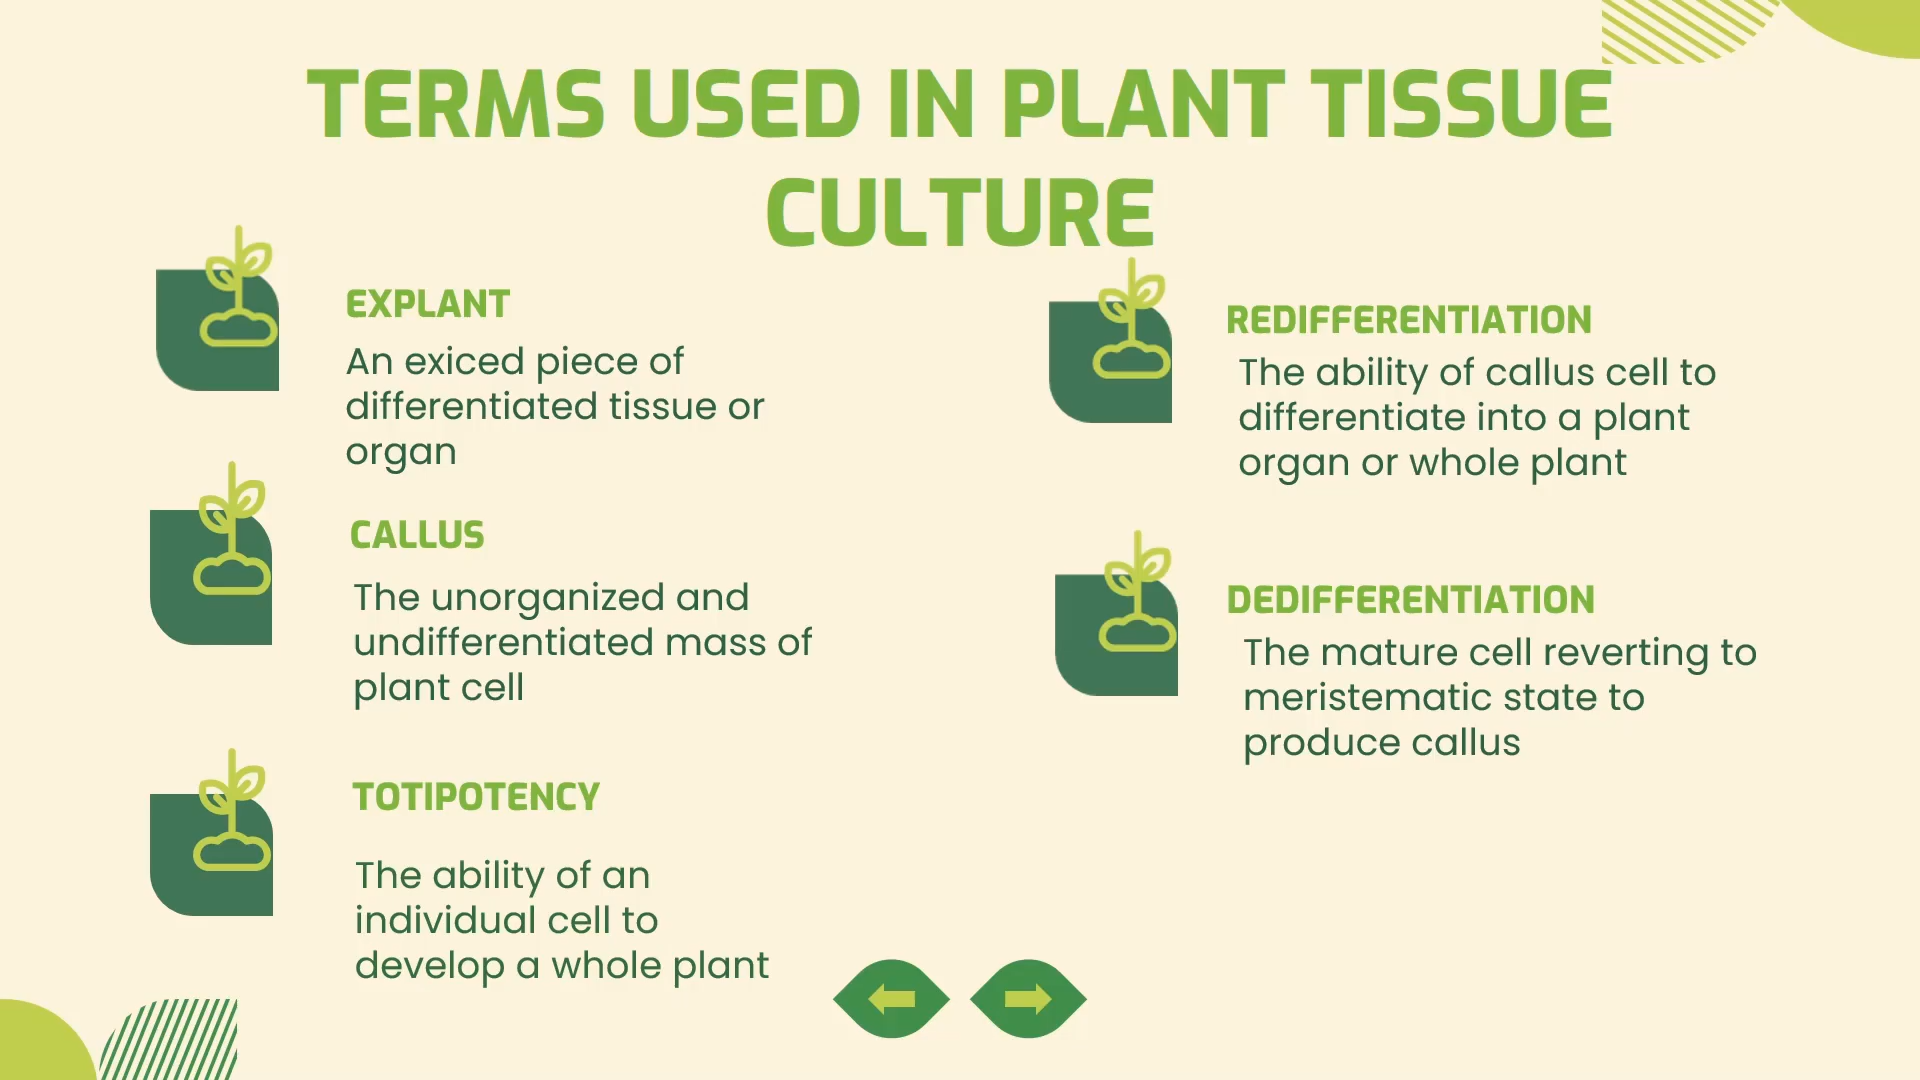 TERMS USED IN PLANT TISSUE
CULTURE
EXPLANT
An exiced piece of
differentiated tissue or
organ
CALLUS
The unorganized and
undifferentiated mass of
plant cell
TOTIPOTENCY
The ability of an
individual cell to
develop a whole plant
REDIFFERENTIATION
The ability of callus cell to
differentiate into a plant
organ or whole plant
DEDIFFERENTIATION
The mature cell reverting to
meristematic state to
produce callus